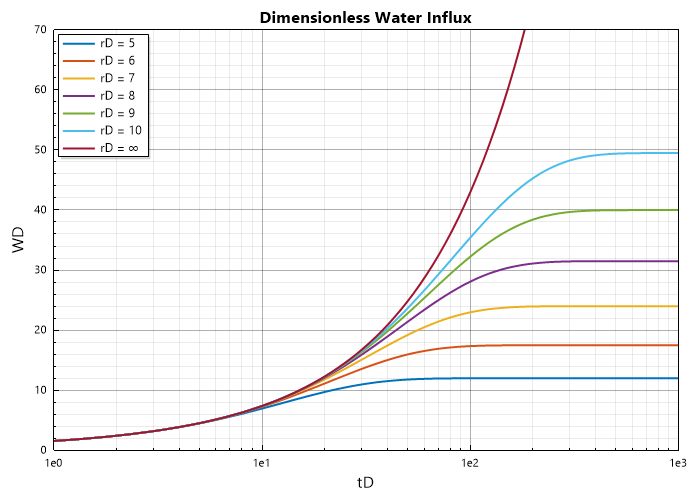 Dimensionless Water Influx
70
60
50
40
30
20
10
0
WD
rD = 5
rD = 6
rD = 7
rD = 8
rD = 9
rD = 10
rD = ∞
1e0 1e1 1e2 1e3
tD